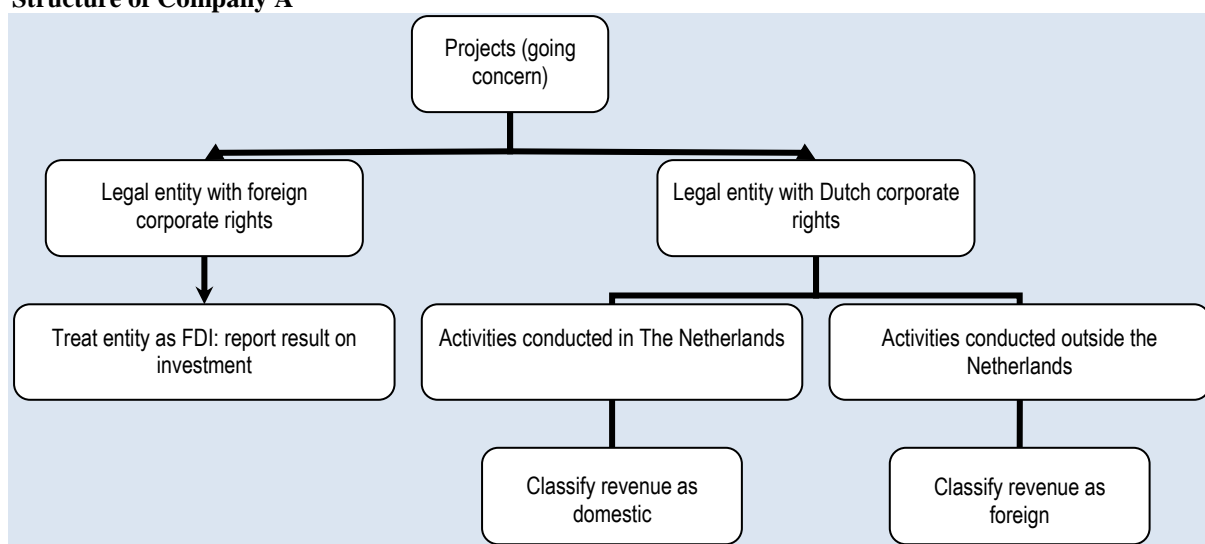 Structure of Company A
Projects (going
concern)
Legal entity with foreign
corporate rights
Legal entity with Dutch corporate
rights
Treat entity as FDI: report result on
investment
Activities conducted in The Netherlands
Activities conducted outside the
Netherlands
Classify revenue as
domestic
Classify revenue as
foreign